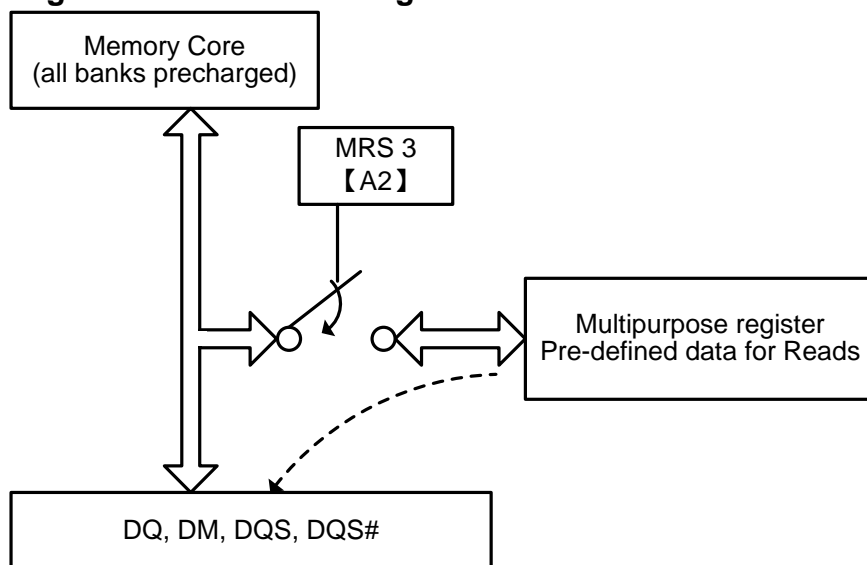 Memory Core
(all banks precharged)
MRS 3
【A2】
Multipurpose register
Pre-defined data for Reads
DQ, DM, DQS, DQS#